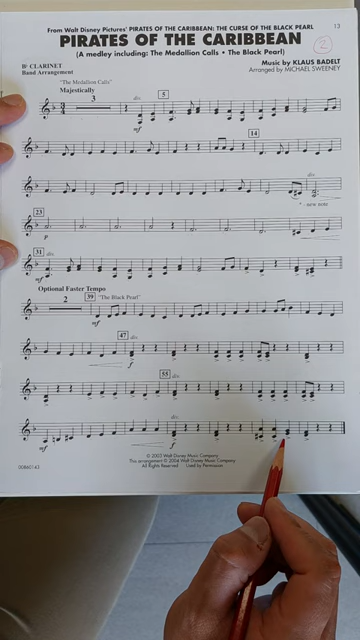 From Walt Disney Pictures' PIRATES OF THE CARIBBEAN: THE CURSE OF THE BLACK PEARL
13
PIRATES OF THE CARIBBEAN
2
(A medley including: The Medallion Calls • The Black Pearl)
B♭ CLARINET
Band Arrangement
Music by KLAUS BADELT
Arranged by MICHAEL SWEENEY
"The Medallion Calls"
Majestically
3
5
div.
mf
14
div.
* - new note
23
p
31
div.
mf
Optional Faster Tempo
2
39
"The Black Pearl"
mf
47
div.
f
55
div.
div.
mf
f
© 2003 Walt Disney Music Company
This arrangement © 2004 Walt Disney Music Company
All Rights Reserved Used by Permission
00860143